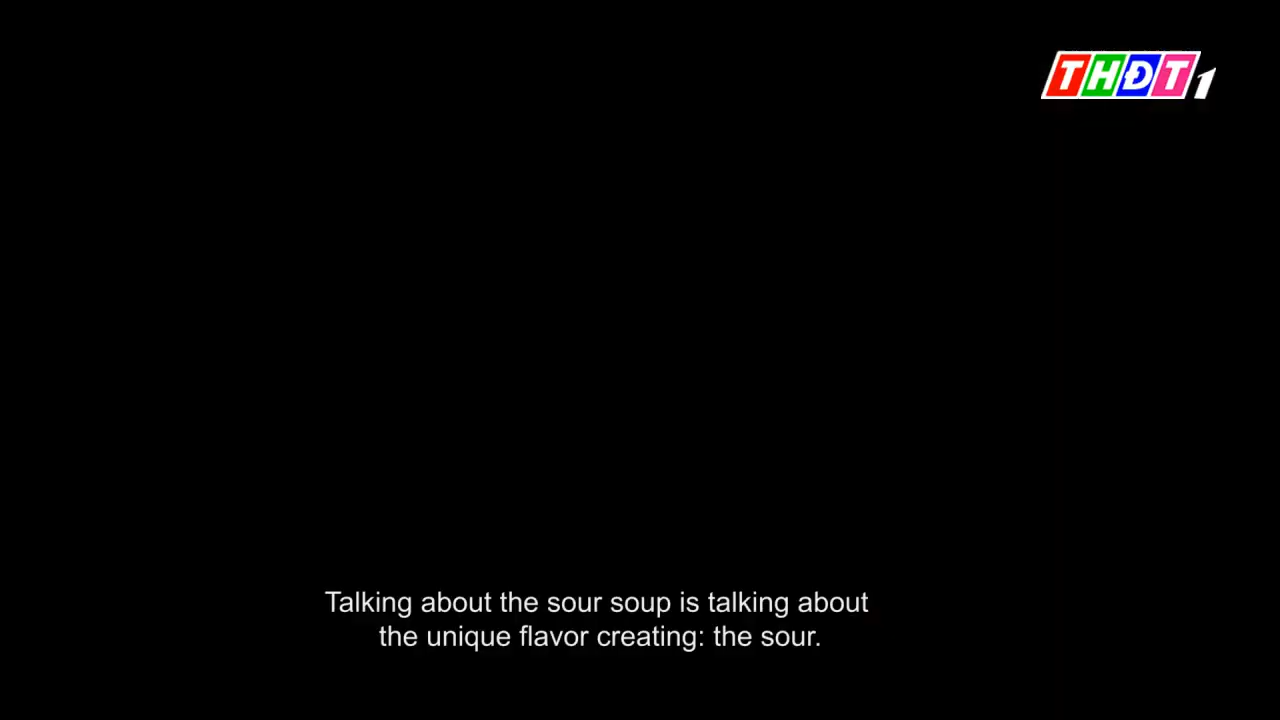 THĐT1
Talking about the sour soup is talking about
the unique flavor creating: the sour.